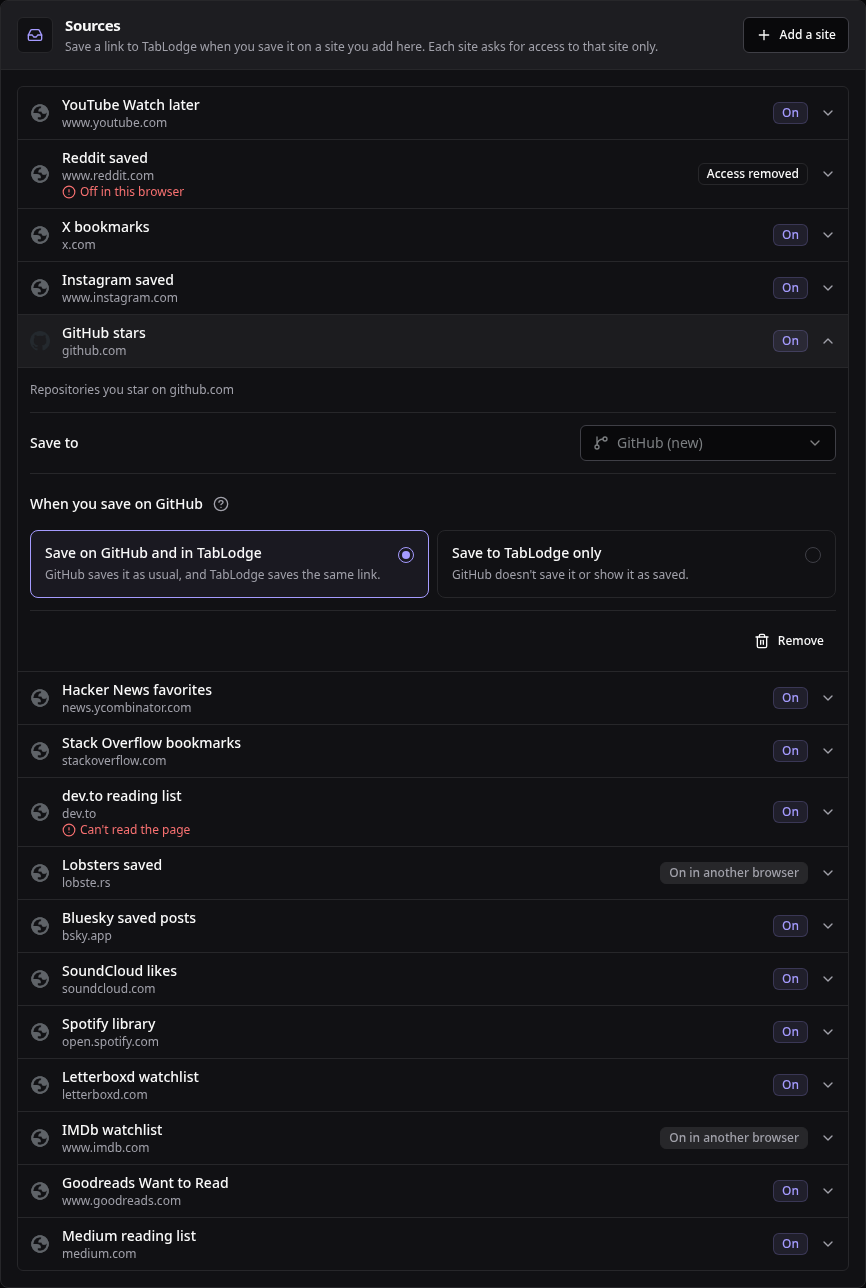 Sources
Save a link to TabLodge when you save it on a site you add here. Each site asks for access to that site only.
Add a site
YouTube Watch later
www.youtube.com
On
Reddit saved
www.reddit.com
Off in this browser
Access removed
X bookmarks
x.com
On
Instagram saved
www.instagram.com
On
GitHub stars
github.com
On
Repositories you star on github.com
Save to
GitHub (new)
When you save on GitHub
Save on GitHub and in TabLodge
GitHub saves it as usual, and TabLodge saves the same link.
Save to TabLodge only
GitHub doesn't save it or show it as saved.
Remove
Hacker News favorites
news.ycombinator.com
On
Stack Overflow bookmarks
stackoverflow.com
On
dev.to reading list
dev.to
Can't read the page
On
Lobsters saved
lobste.rs
On in another browser
Bluesky saved posts
bsky.app
On
SoundCloud likes
soundcloud.com
On
Spotify library
open.spotify.com
On
Letterboxd watchlist
letterboxd.com
On
IMDb watchlist
www.imdb.com
On in another browser
Goodreads Want to Read
www.goodreads.com
On
Medium reading list
medium.com
On